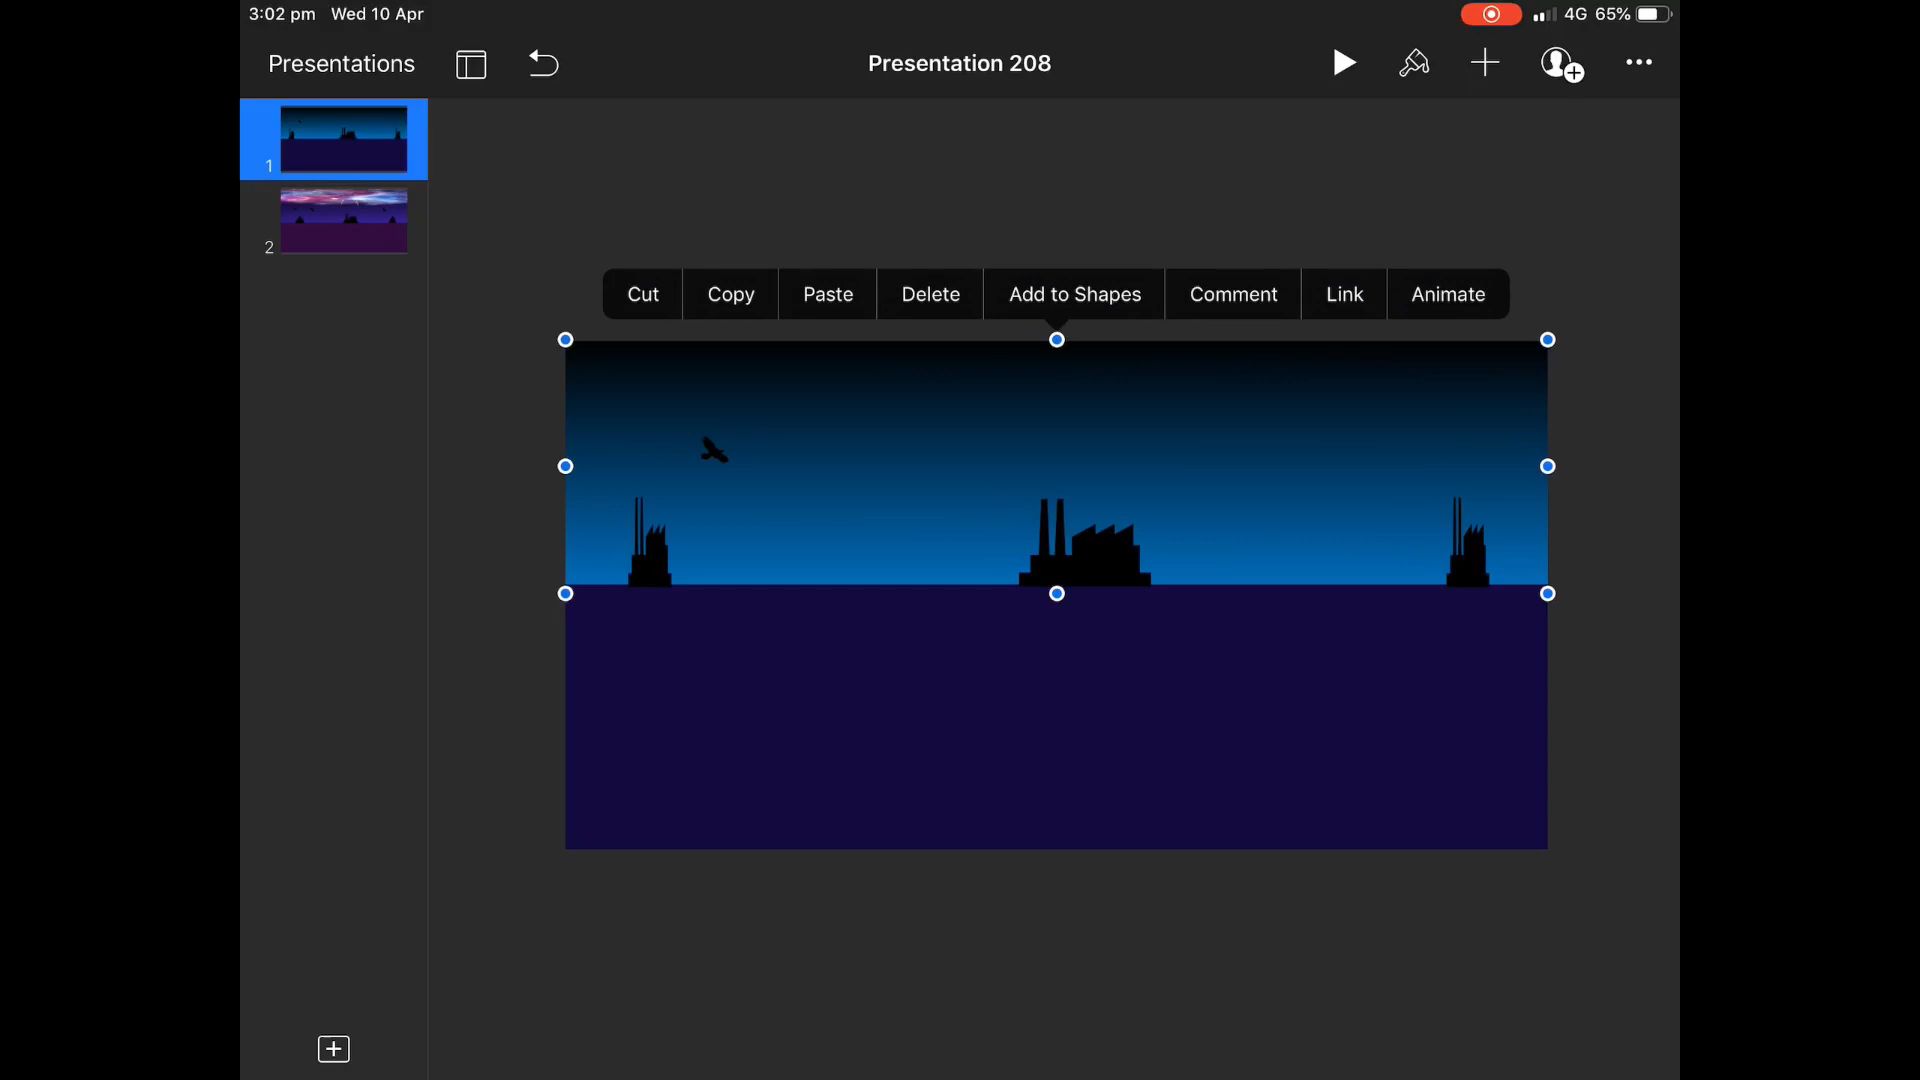 3:02 pm Wed 10 Apr
4G 65%
Presentations
Presentation 208
1
2
Cut Copy Paste Delete Add to Shapes Comment Link Animate